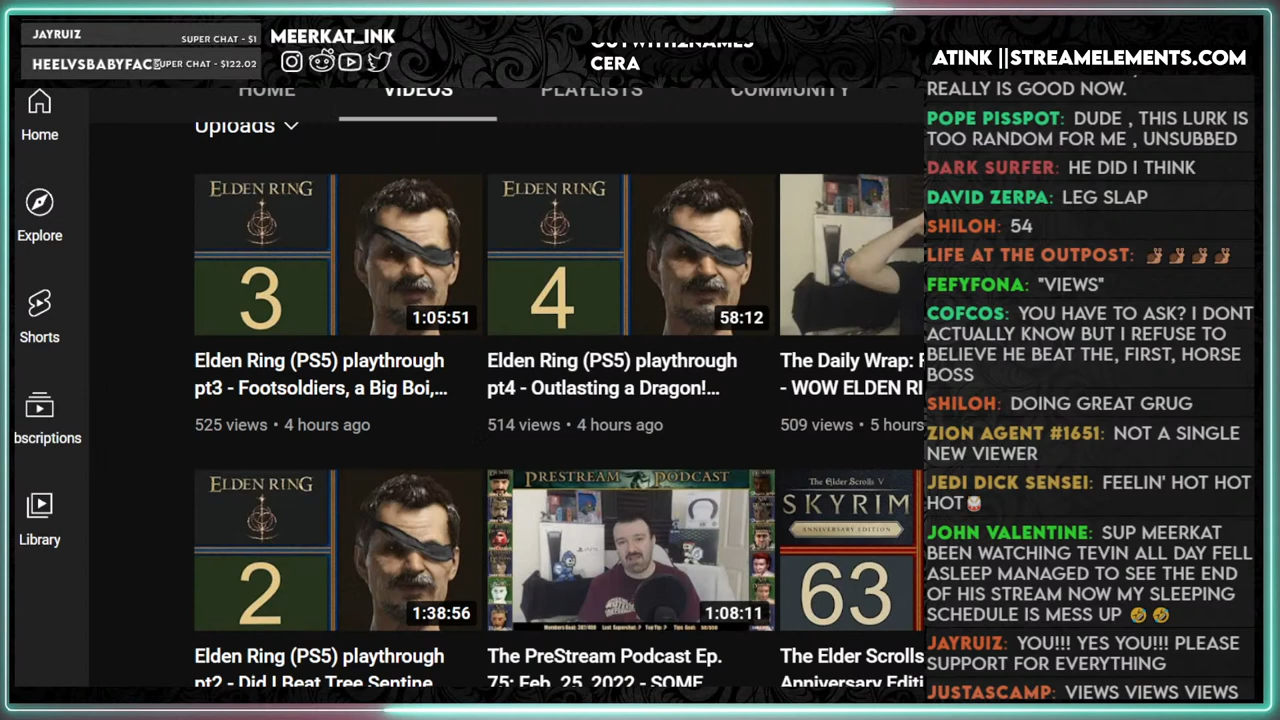 JAYRUIZ
SUPER CHAT - $1
HEELVSBABYFAC
SUPER CHAT - $122.02
MEERKAT_INK
OUTWITH2NAMES
CERA
ATINK ||STREAMELEMENTS.COM
HOME
VIDEOS
PLAYLISTS
COMMUNITY
Home
Explore
Shorts
bscriptions
Library
Uploads
ELDEN RING
3
1:05:51
Elden Ring (PS5) playthrough
pt3 - Footsoldiers, a Big Boi,...
525 views • 4 hours ago
ELDEN RING
4
58:12
Elden Ring (PS5) playthrough
pt4 - Outlasting a Dragon!...
514 views • 4 hours ago
The Daily Wrap: F
- WOW ELDEN RI
509 views • 5 hours
ELDEN RING
2
1:38:56
Elden Ring (PS5) playthrough
pt2 - Did I Beat Tree Sentine
PRESTREAM PODCAST
1:08:11
The PreStream Podcast Ep.
75: Feb. 25, 2022 - SOME
The Elder Scrolls V
SKYRIM
ANNIVERSARY EDITION
63
The Elder Scrolls
Anniversary Editi
REALLY IS GOOD NOW.
POPE PISSPOT: DUDE , THIS LURK IS
TOO RANDOM FOR ME , UNSUBBED
DARK SURFER: HE DID I THINK
DAVID ZERPA: LEG SLAP
SHILOH: 54
LIFE AT THE OUTPOST:
FEFYFONA: "VIEWS"
COFCOS: YOU HAVE TO ASK? I DONT
ACTUALLY KNOW BUT I REFUSE TO
BELIEVE HE BEAT THE, FIRST, HORSE
BOSS
SHILOH: DOING GREAT GRUG
ZION AGENT #1651: NOT A SINGLE
NEW VIEWER
JEDI DICK SENSEI: FEELIN' HOT HOT
HOT
JOHN VALENTINE: SUP MEERKAT
BEEN WATCHING TEVIN ALL DAY FELL
ASLEEP MANAGED TO SEE THE END
OF HIS STREAM NOW MY SLEEPING
SCHEDULE IS MESS UP 🤣 🤣
JAYRUIZ: YOU!!! YES YOU!!! PLEASE
SUPPORT FOR EVERYTHING
JUSTASCAMP: VIEWS VIEWS VIEWS